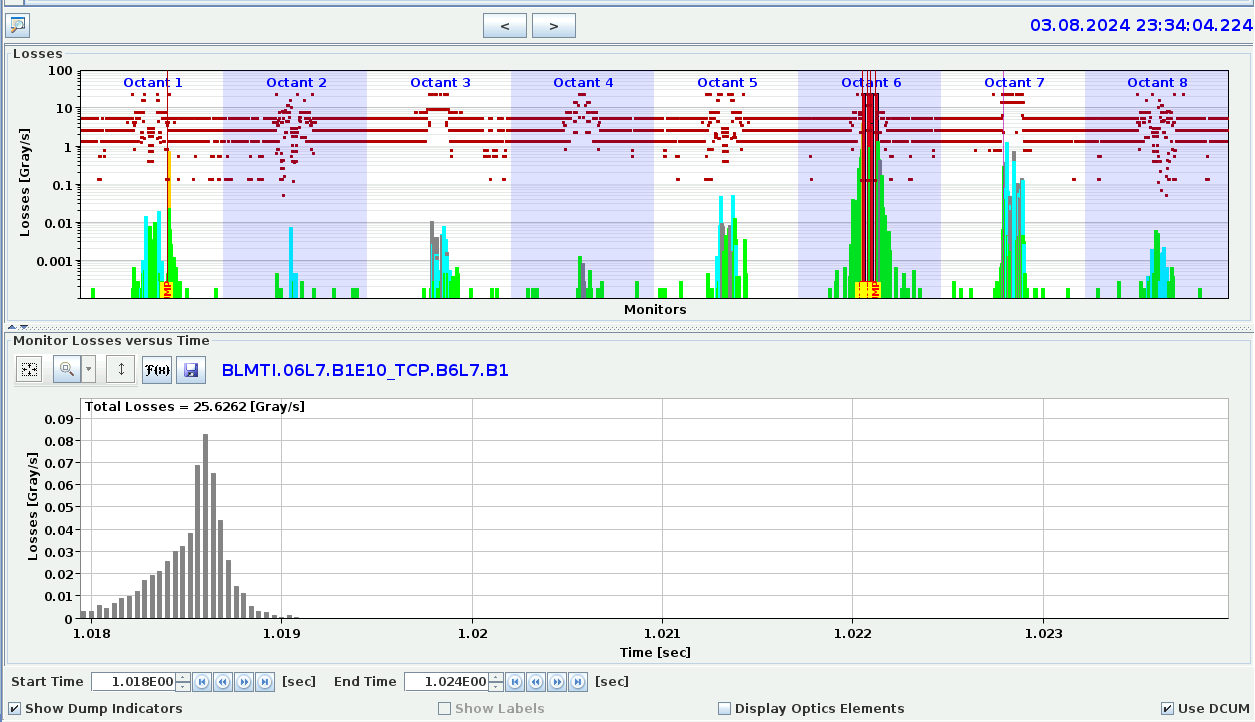 < >
03.08.2024 23:34:04.224
Losses
Octant 1 Octant 2 Octant 3 Octant 4 Octant 5 Octant 6 Octant 7 Octant 8
100
10
1
0.1
0.01
0.001
Losses [Gray/s]
Monitors
Monitor Losses versus Time
f(x) BLMTI.06L7.B1E10_TCP.B6L7.B1
Total Losses = 25.6262 [Gray/s]
0.09
0.08
0.07
0.06
0.05
0.04
0.03
0.02
0.01
0
Losses [Gray/s]
1.018 1.019 1.02 1.021 1.022 1.023
Time [sec]
Start Time 1.018E00 [sec] End Time 1.024E00 [sec]
Show Dump Indicators Show Labels Display Optics Elements Use DCUM